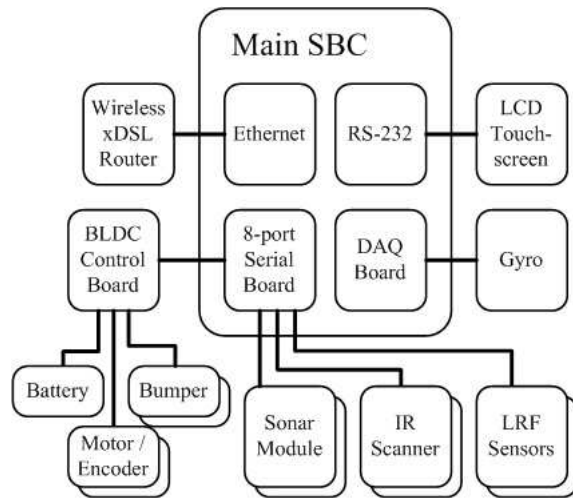 Main SBC
Wireless
xDSL
Router
Ethernet
RS-232
LCD
Touch-
screen
BLDC
Control
Board
8-port
Serial
Board
DAQ
Board
Gyro
Battery
Bumper
Motor /
Encoder
Sonar
Module
IR
Scanner
LRF
Sensors